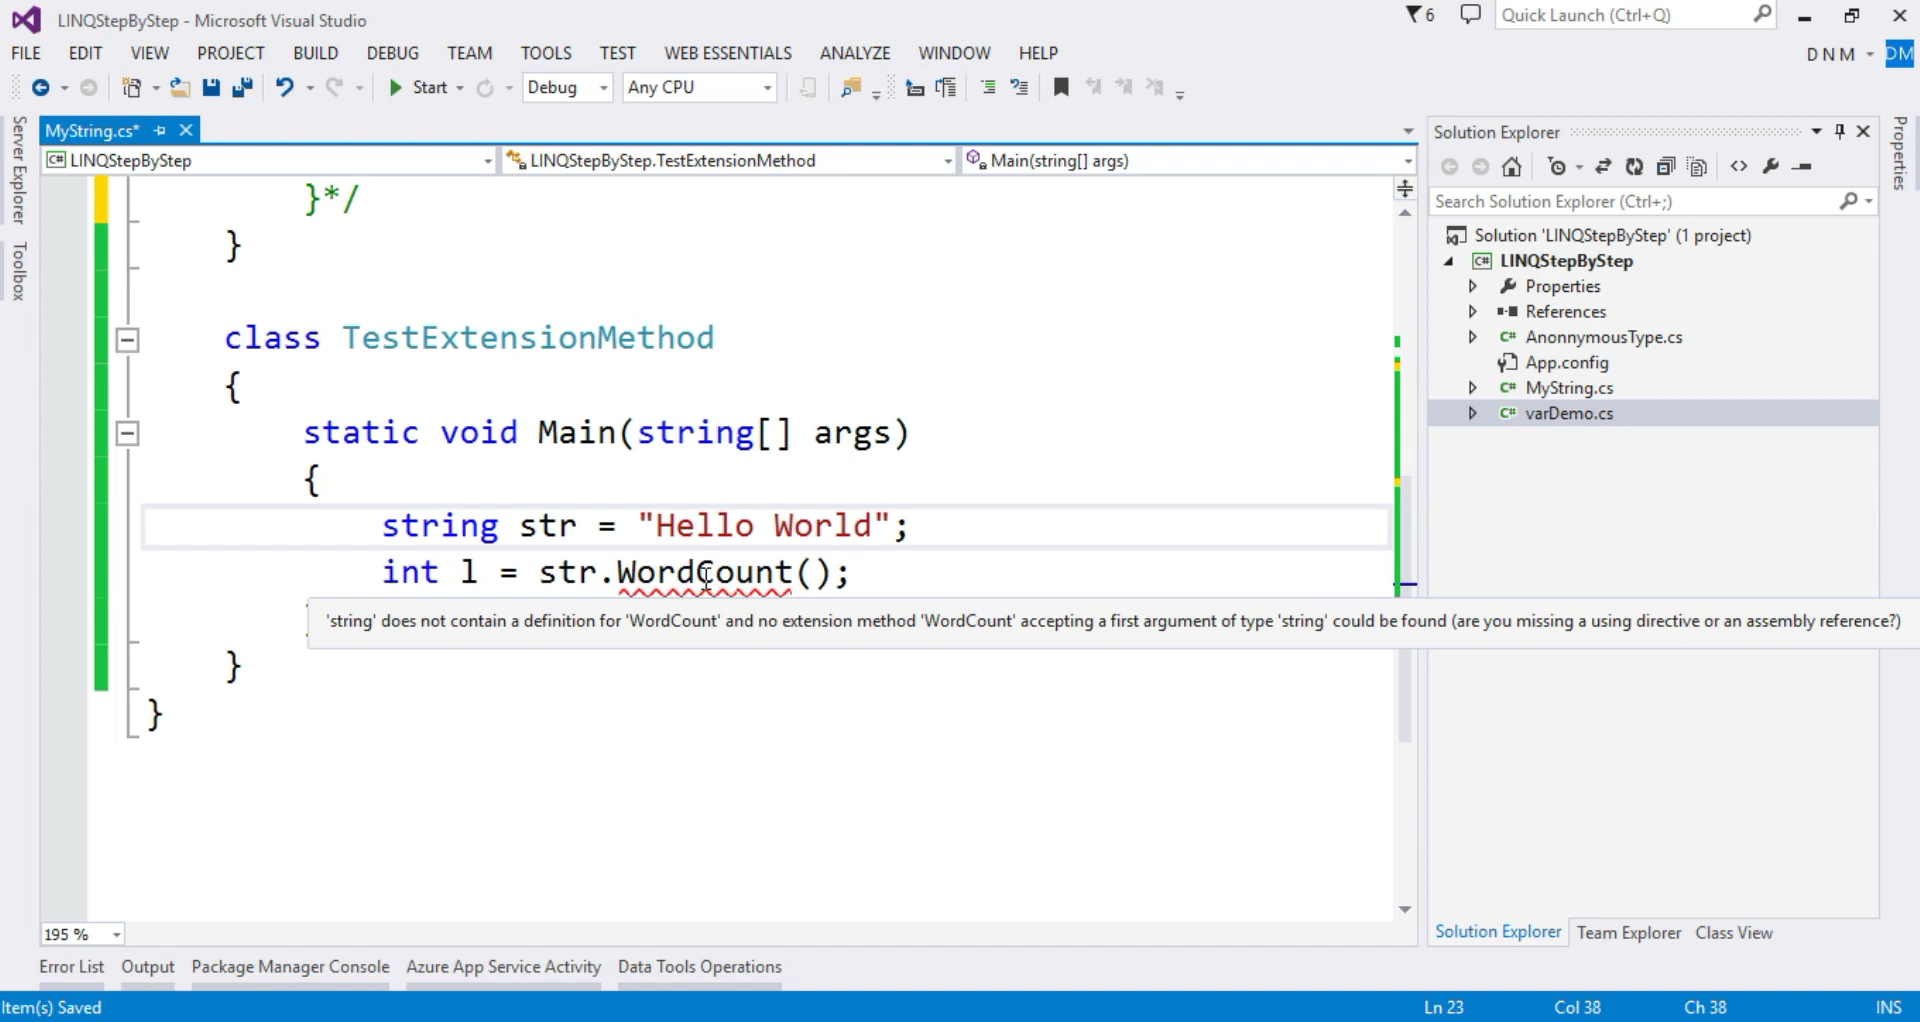 LINQStepByStep - Microsoft Visual Studio
6
Quick Launch (Ctrl+Q)
FILE EDIT VIEW PROJECT BUILD DEBUG TEAM TOOLS TEST WEB ESSENTIALS ANALYZE WINDOW HELP
D N M DM
Start Debug Any CPU
Server Explorer
Toolbox
MyString.cs*
C# LINQStepByStep
LINQStepByStep.TestExtensionMethod
Main(string[] args)
}*/
}
class TestExtensionMethod
{
static void Main(string[] args)
{
string str = "Hello World";
int l = str.WordCount();
'string' does not contain a definition for 'WordCount' and no extension method 'WordCount' accepting a first argument of type 'string' could be found (are you missing a using directive or an assembly reference?)
}
}
195 %
Solution Explorer
Search Solution Explorer (Ctrl+;)
Solution 'LINQStepByStep' (1 project)
C# LINQStepByStep
Properties
References
C# AnonnymousType.cs
App.config
C# MyString.cs
C# varDemo.cs
Solution Explorer Team Explorer Class View
Properties
Error List Output Package Manager Console Azure App Service Activity Data Tools Operations
Item(s) Saved
Ln 23 Col 38 Ch 38 INS